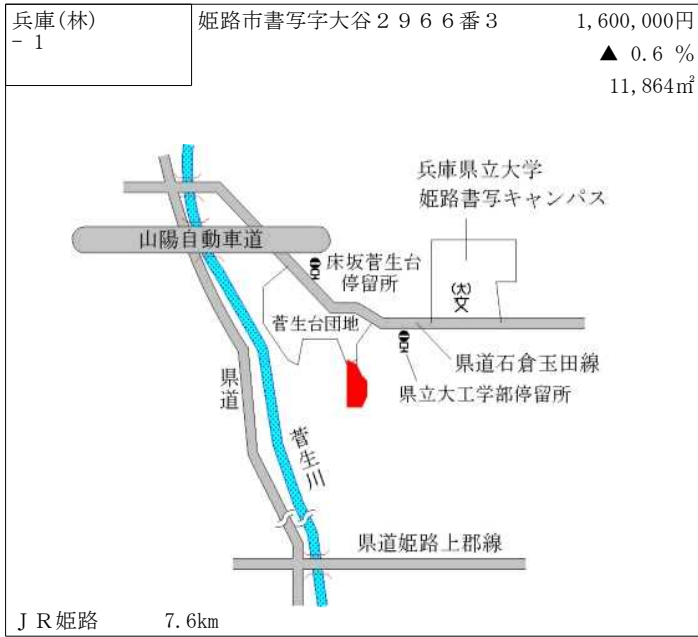 兵庫(林)
－1
姫路市書写字大谷２９６６番３
1,600,000円
▲ 0.6 %
11,864㎡
兵庫県立大学
姫路書写キャンパス
山陽自動車道
床坂菅生台
停留所
(大)
文
菅生台団地
県道石倉玉田線
県立大工学部停留所
県道
菅生川
県道姫路上郡線
ＪＲ姫路　7.6km